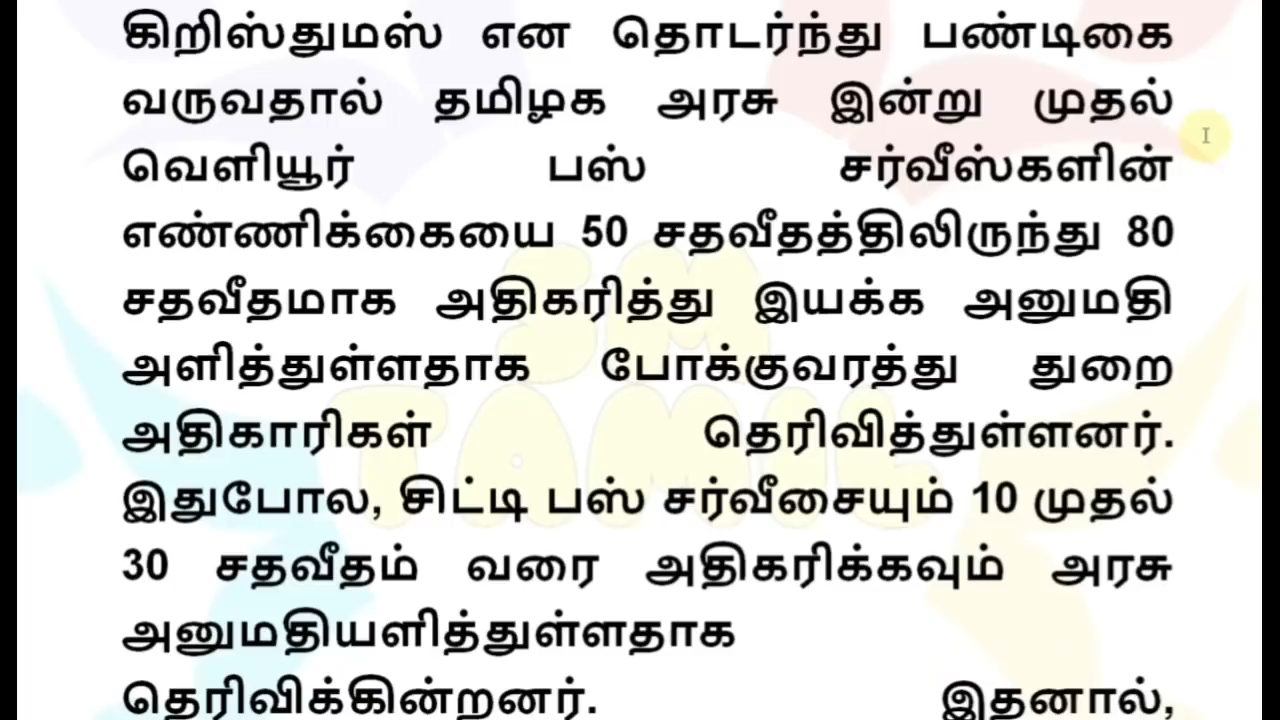 கிறிஸ்துமஸ் என தொடர்ந்து பண்டிகை
வருவதால் தமிழக அரசு இன்று முதல்
வெளியூர் பஸ் சர்வீஸ்களின்
எண்ணிக்கையை 50 சதவீதத்திலிருந்து 80
சதவீதமாக அதிகரித்து இயக்க அனுமதி
அளித்துள்ளதாக போக்குவரத்து துறை
அதிகாரிகள் தெரிவித்துள்ளனர்.
இதுபோல, சிட்டி பஸ் சர்வீசையும் 10 முதல்
30 சதவீதம் வரை அதிகரிக்கவும் அரசு
அனுமதியளித்துள்ளதாக
தெரிவிக்கின்றனர். இதனால்,
JM
TAMIL